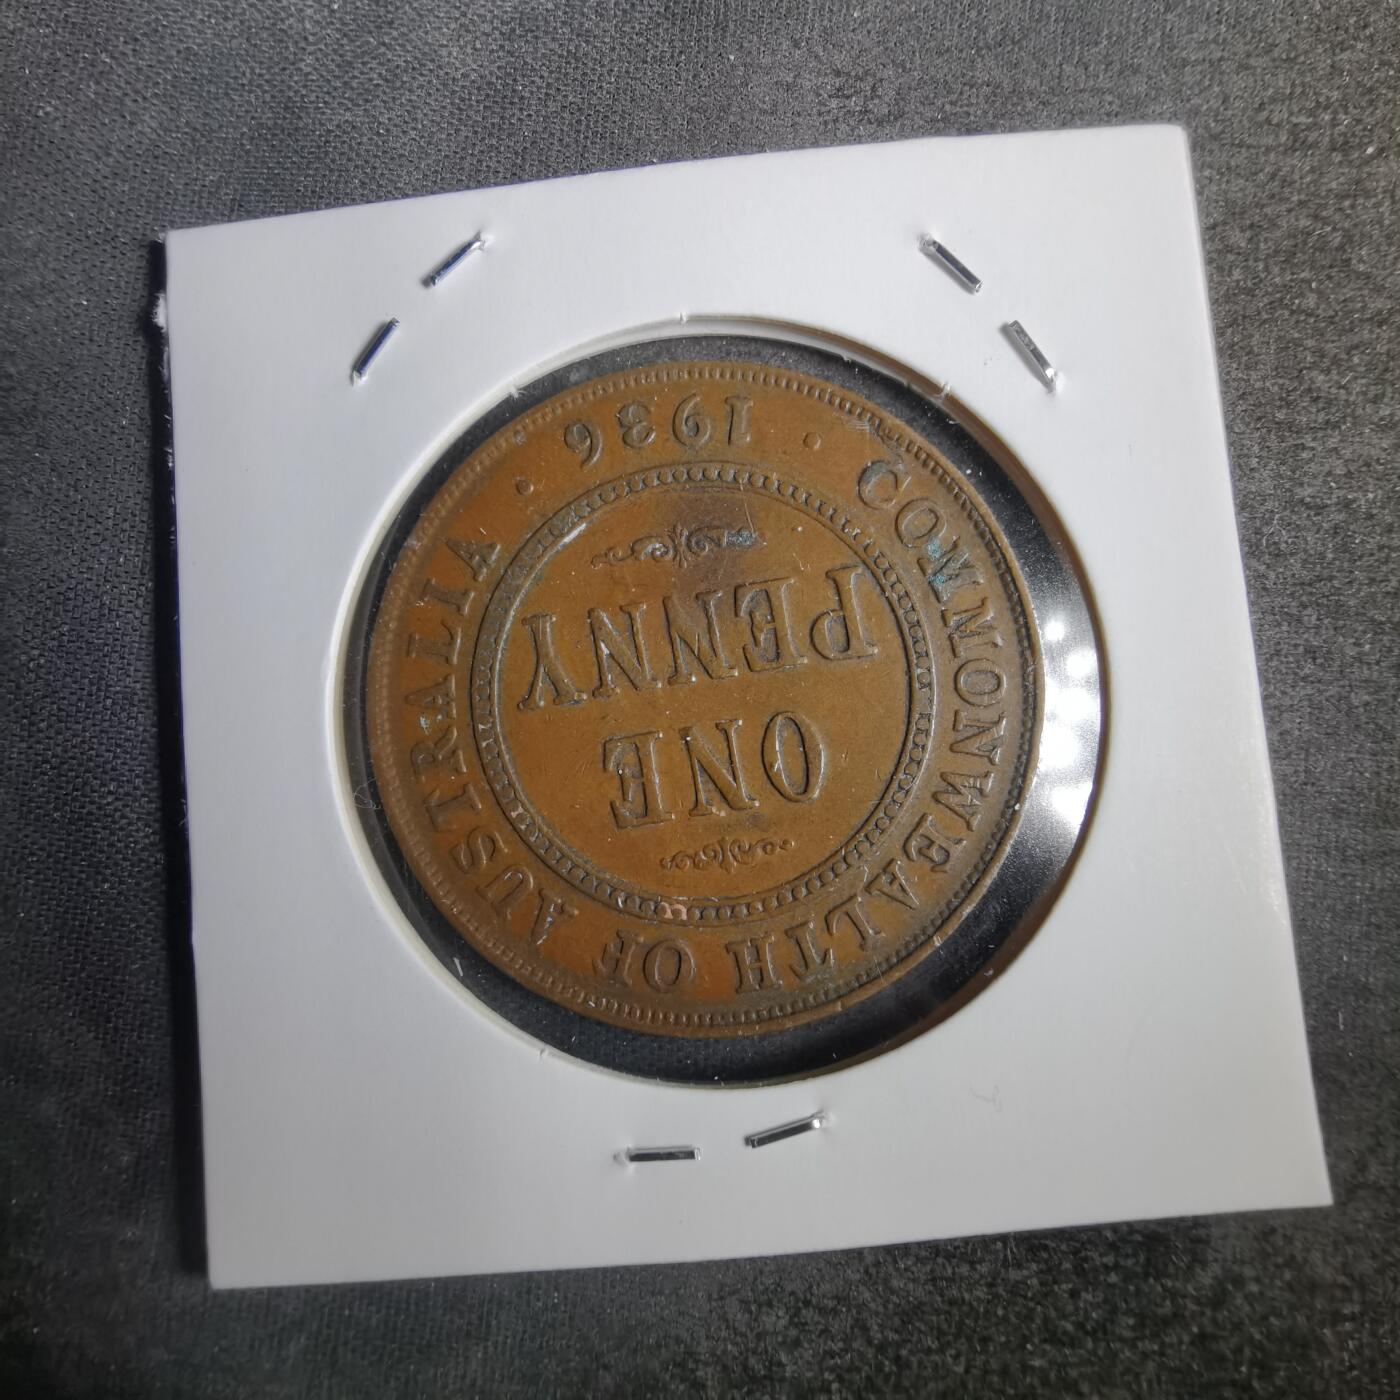 COMMONWEALTH OF AUSTRALIA
ONE
PENNY
1936